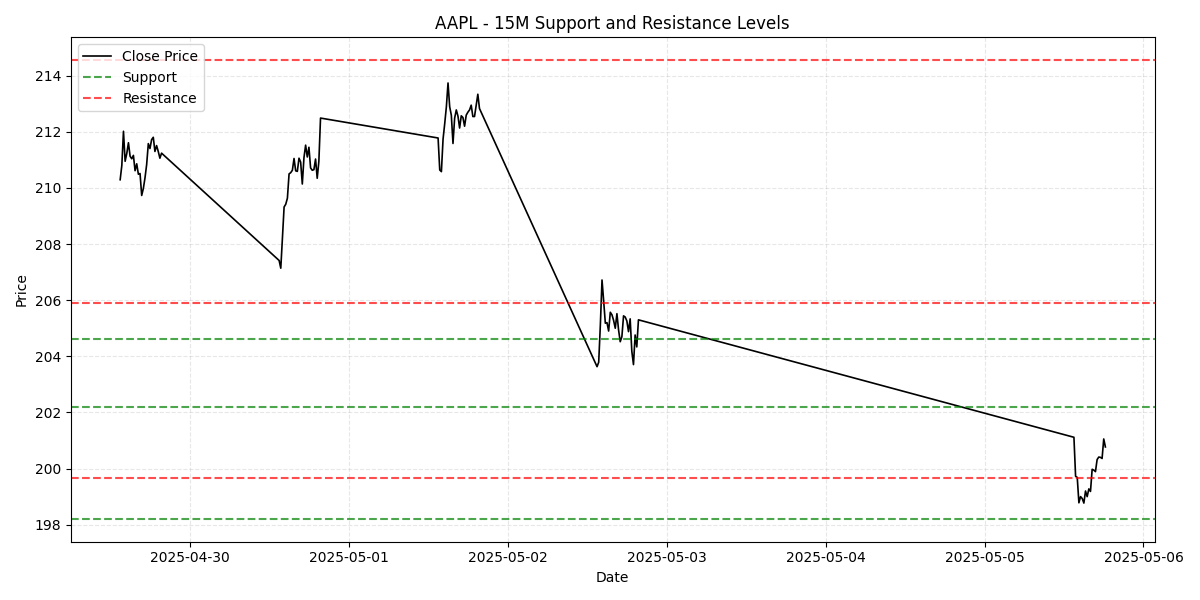 AAPL - 15M Support and Resistance Levels
Close Price
Support
Resistance
Price
214
212
210
208
206
204
202
200
198
2025-04-30
2025-05-01
2025-05-02
2025-05-03
2025-05-04
2025-05-05
2025-05-06
Date